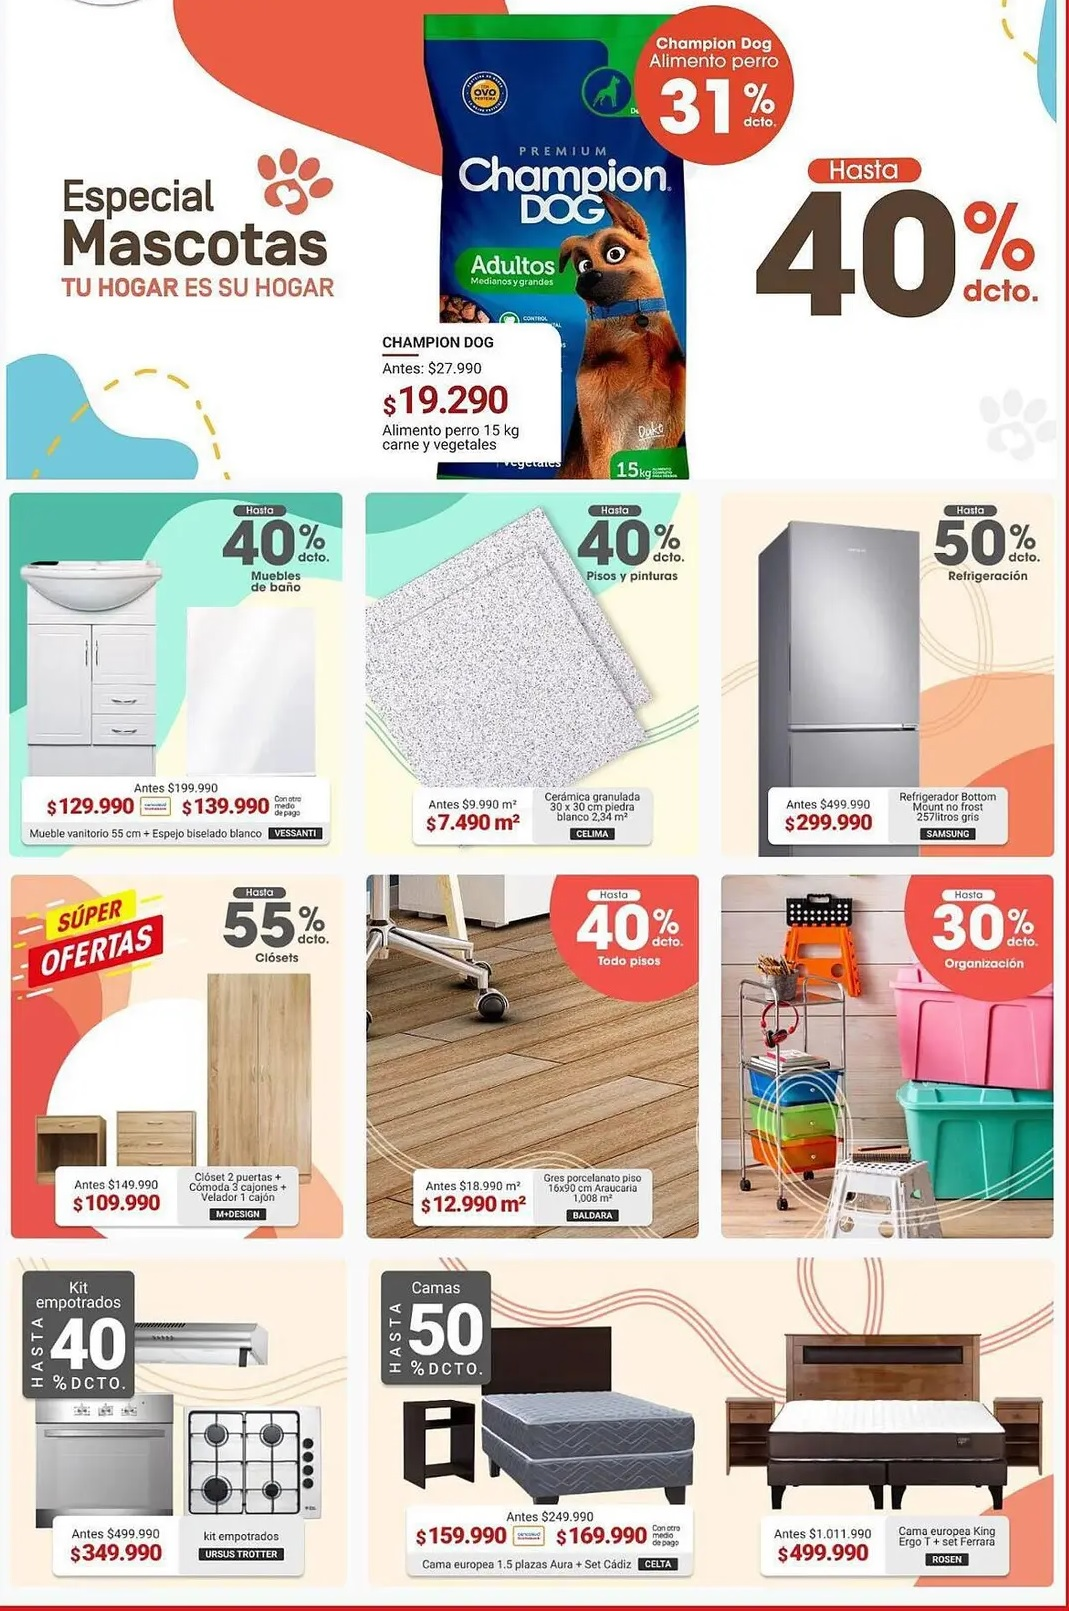 Especial
Mascotas
TU HOGAR ES SU HOGAR
Champion Dog
Alimento perro
31%
dcto.
PREMIUM
Champion
DOG
Adultos
Medianos y grandes
OVO
CONTROL
Duke
vegetales
15kg
CHAMPION DOG
Antes: $27.990
$19.290
Alimento perro 15 kg
carne y vegetales
Hasta
40%
dcto.
Hasta
40%
dcto.
Muebles
de baño
Antes $199.990
$129.990 $139.990 Con otro medio de pago
Mueble vanitorio 55 cm + Espejo biselado blanco VESSANTI
Hasta
40%
dcto.
Pisos y pinturas
Antes $9.990 m²
$7.490 m²
Cerámica granulada
30 x 30 cm piedra
blanco 2,34 m²
CELIMA
Hasta
50%
dcto.
Refrigeración
Antes $499.990
$299.990
Refrigerador Bottom
Mount no frost
257litros gris
SAMSUNG
SÚPER
OFERTAS
Hasta
55%
dcto.
Clósets
Antes $149.990
$109.990
Clóset 2 puertas +
Cómoda 3 cajones +
Velador 1 cajón
M+DESIGN
Hasta
40%
dcto.
Todo pisos
Antes $18.990 m²
$12.990 m²
Gres porcelanato piso
16x90 cm Araucaria
1,008 m²
BALDARA
Hasta
30%
dcto.
Organización
Kit
empotrados
HASTA
40
%DCTO.
Antes $499.990
$349.990
kit empotrados
URSUS TROTTER
Camas
HASTA
50
%DCTO.
Antes $249.990
$159.990 $169.990 Con otro medio de pago
Cama europea 1.5 plazas Aura + Set Cádiz CELTA
Antes $1.011.990
$499.990
Cama europea King
Ergo T + set Ferrara
ROSEN